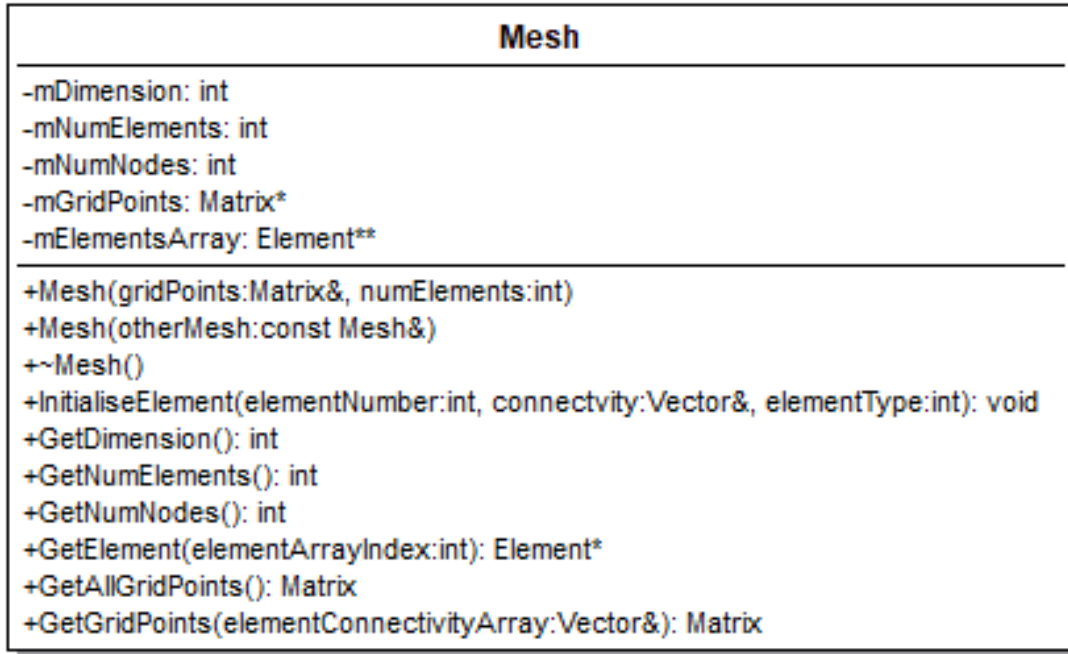 Mesh
-mDimension: int
-mNumElements: int
-mNumNodes: int
-mGridPoints: Matrix*
-mElementsArray: Element**
+Mesh(gridPoints:Matrix&, numElements:int)
+Mesh(otherMesh:const Mesh&)
+~Mesh()
+InitialiseElement(elementNumber:int, connectvity:Vector&, elementType:int): void
+GetDimension(): int
+GetNumElements(): int
+GetNumNodes(): int
+GetElement(elementArrayIndex:int): Element*
+GetAllGridPoints(): Matrix
+GetGridPoints(elementConnectivityArray:Vector&): Matrix